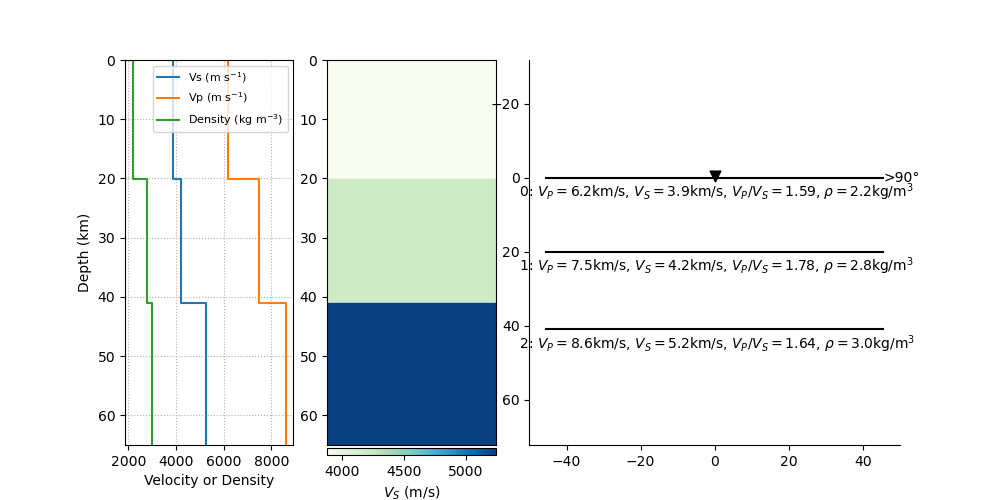 Vs (m s⁻¹)
Vp (m s⁻¹)
Density (kg m⁻³)
0
10
20
30
40
50
60
Depth (km)
2000 4000 6000 8000
Velocity or Density
0
10
20
30
40
50
60
4000 4500 5000
V_S (m/s)
−20
0
20
40
60
>90°
0: V_P = 6.2km/s, V_S = 3.9km/s, V_P/V_S = 1.59, ρ = 2.2kg/m³
1: V_P = 7.5km/s, V_S = 4.2km/s, V_P/V_S = 1.78, ρ = 2.8kg/m³
2: V_P = 8.6km/s, V_S = 5.2km/s, V_P/V_S = 1.64, ρ = 3.0kg/m³
−40 −20 0 20 40